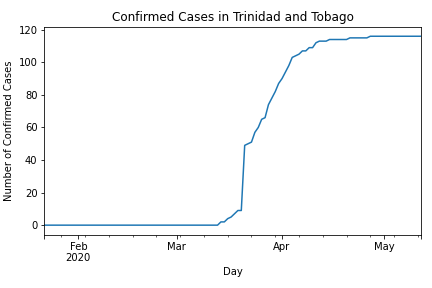 Confirmed Cases in Trinidad and Tobago
120
100
80
60
40
20
0
Number of Confirmed Cases
Feb
2020
Mar
Apr
May
Day